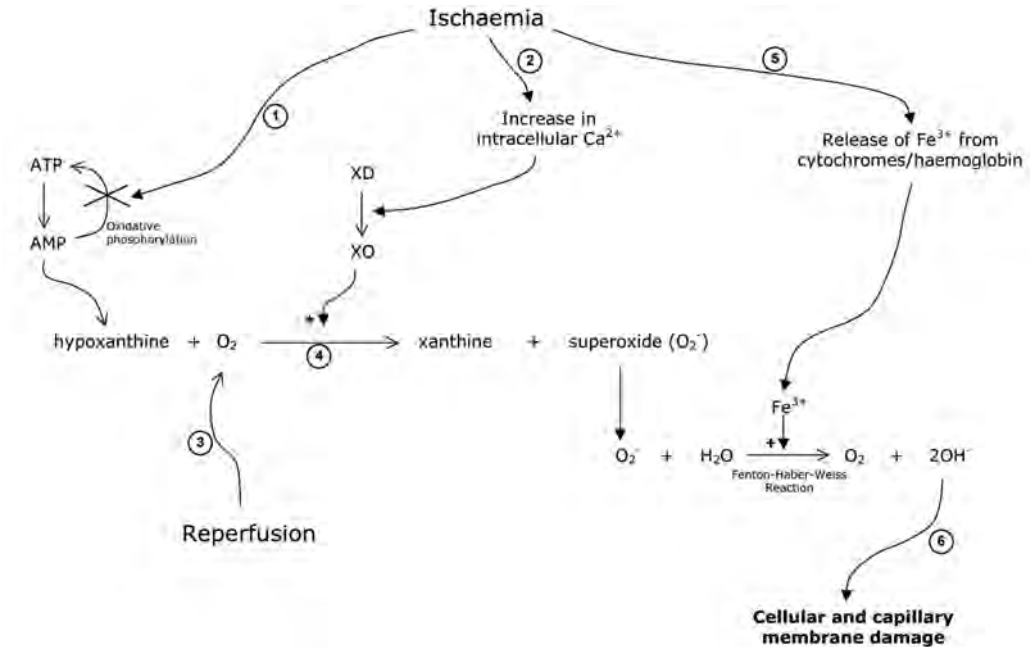 Ischaemia
2
5
1
Increase in
intracellular Ca²⁺
Release of Fe³⁺ from
cytochromes/haemoglobin
ATP
XD
Oxidative
phosphorylation
AMP
XO
+
hypoxanthine + O₂ xanthine + superoxide (O₂⁻)
4
Fe³⁺
3
+
O₂⁻ + H₂O O₂ + 2OH⁻
Fenton-Haber-Weiss
Reaction
Reperfusion
6
Cellular and capillary
membrane damage